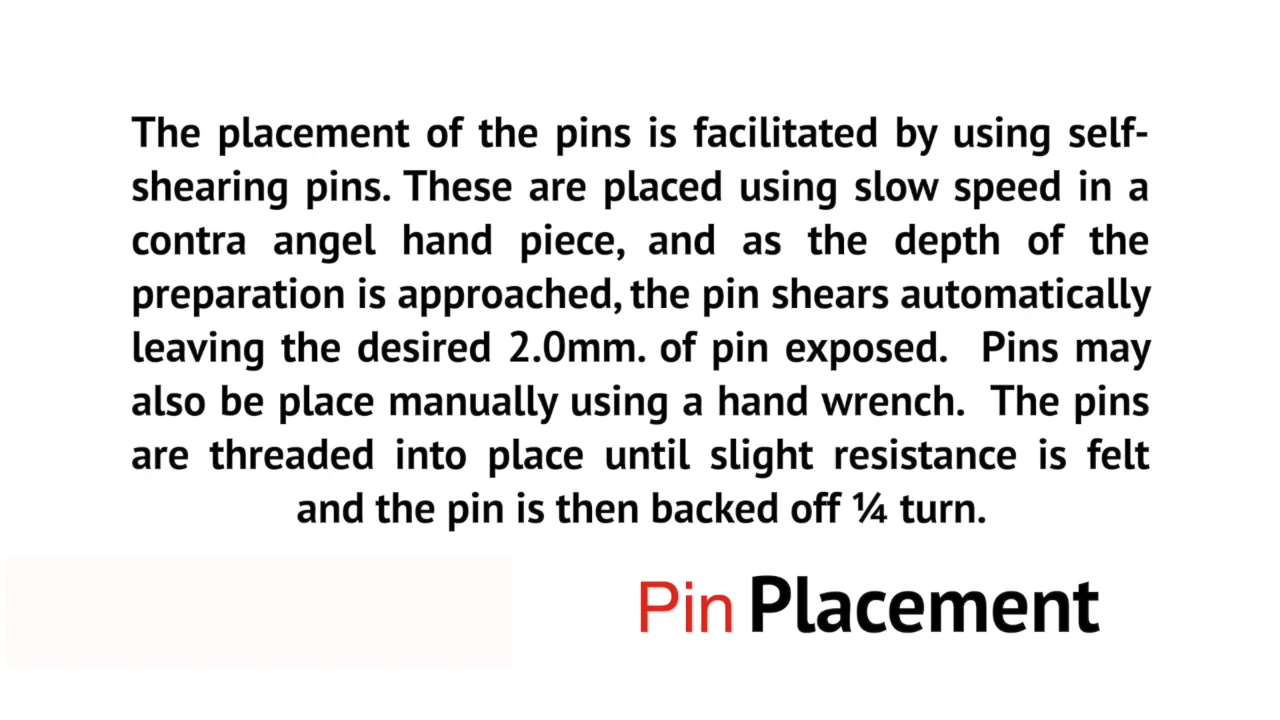 The placement of the pins is facilitated by using self-
shearing pins. These are placed using slow speed in a
contra angel hand piece, and as the depth of the
preparation is approached, the pin shears automatically
leaving the desired 2.0mm. of pin exposed.  Pins may
also be place manually using a hand wrench.  The pins
are threaded into place until slight resistance is felt
and the pin is then backed off ¼ turn.
Pin Placement